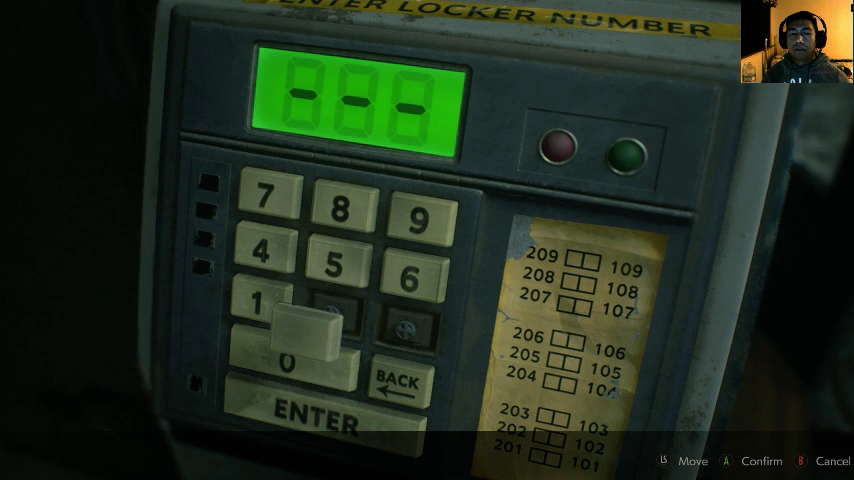 ENTER LOCKER NUMBER
- - -
7 8 9
4 5 6
1
0
BACK
ENTER
209 109
208 108
207 107
206 106
205 105
204 104
203 103
202 102
201 101
LS Move A Confirm B Cancel